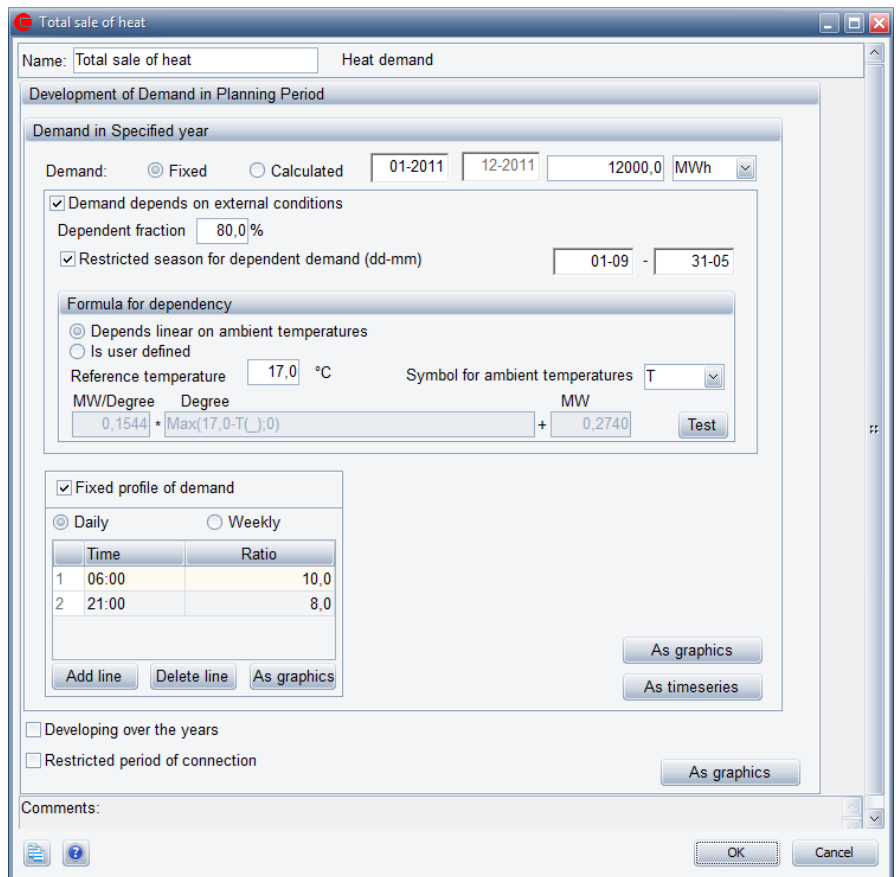 Total sale of heat
Name: Total sale of heat Heat demand
Development of Demand in Planning Period
Demand in Specified year
Demand: Fixed Calculated 01-2011 12-2011 12000,0 MWh
Demand depends on external conditions
Dependent fraction 80,0 %
Restricted season for dependent demand (dd-mm) 01-09 - 31-05
Formula for dependency
Depends linear on ambient temperatures
Is user defined
Reference temperature 17,0 °C Symbol for ambient temperatures T
MW/Degree Degree MW
0,1544 * Max(17,0-T(_);0) + 0,2740 Test
Fixed profile of demand
Daily Weekly
Time Ratio
1 06:00 10,0
2 21:00 8,0
Add line Delete line As graphics
As graphics
As timeseries
Developing over the years
Restricted period of connection
As graphics
Comments:
OK Cancel